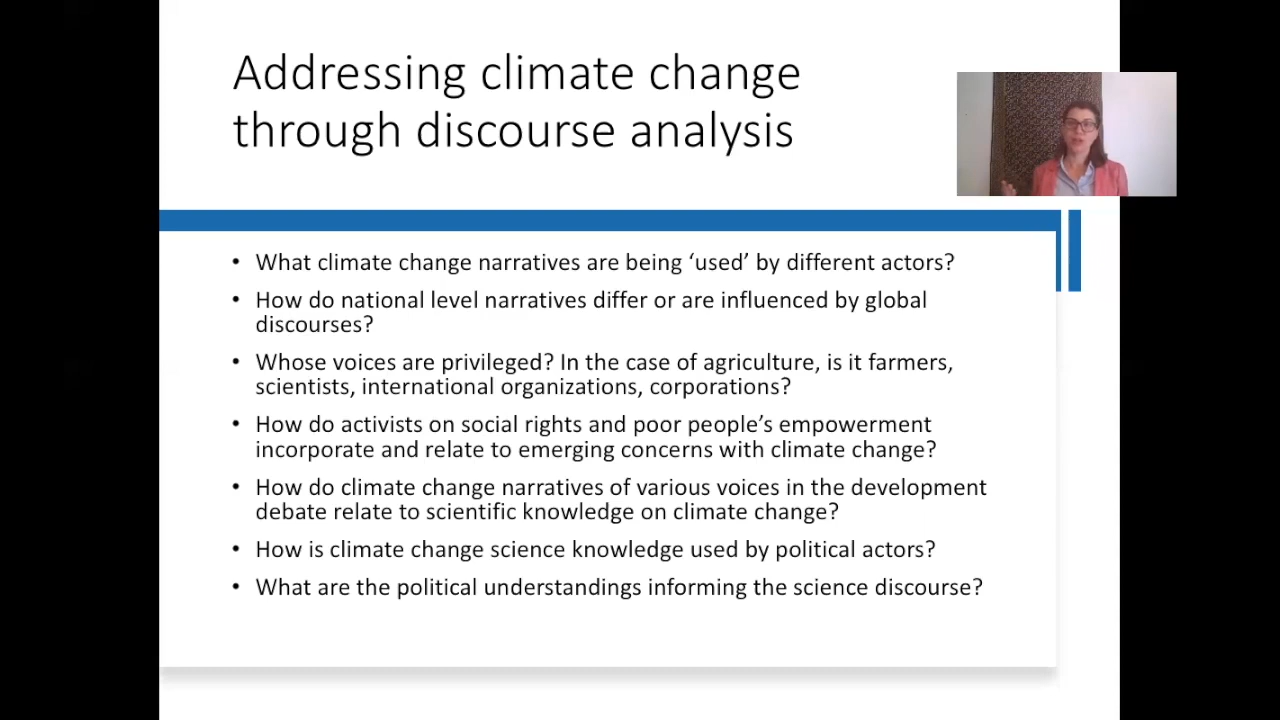 Addressing climate change
through discourse analysis
• What climate change narratives are being ‘used’ by different actors?
• How do national level narratives differ or are influenced by global
discourses?
• Whose voices are privileged? In the case of agriculture, is it farmers,
scientists, international organizations, corporations?
• How do activists on social rights and poor people’s empowerment
incorporate and relate to emerging concerns with climate change?
• How do climate change narratives of various voices in the development
debate relate to scientific knowledge on climate change?
• How is climate change science knowledge used by political actors?
• What are the political understandings informing the science discourse?